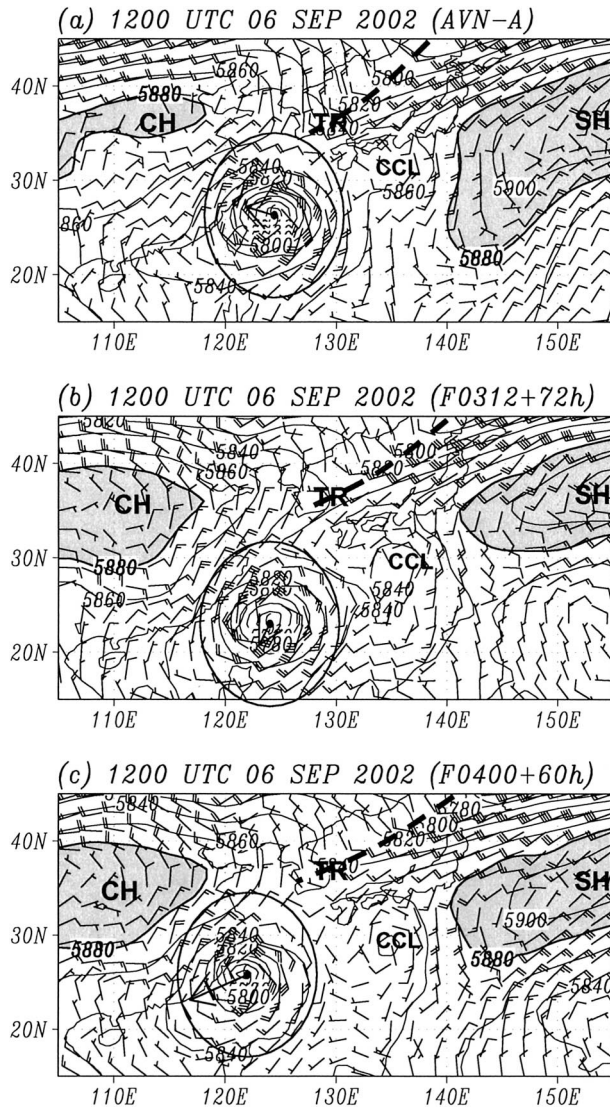 (a) 1200 UTC 06 SEP 2002 (AVN-A)
40N 5860 5800
5880 5820
CH TR SH
5840 CCL
30N 5860 5900
5860
5800 5880
20N 5840
110E 120E 130E 140E 150E
(b) 1200 UTC 06 SEP 2002 (F0312+72h)
5820
40N 5840 5800
5860 5820
CH TR SH
30N CCL
5880 5820 5840
5860 5840
20N
110E 120E 130E 140E 150E
(c) 1200 UTC 06 SEP 2002 (F0400+60h)
5840 5780
5800
40N 5860 5820
TR
CH SH
5840 5900
30N 5880 5820 CCL 5880
5800 5840
20N 5840
110E 120E 130E 140E 150E